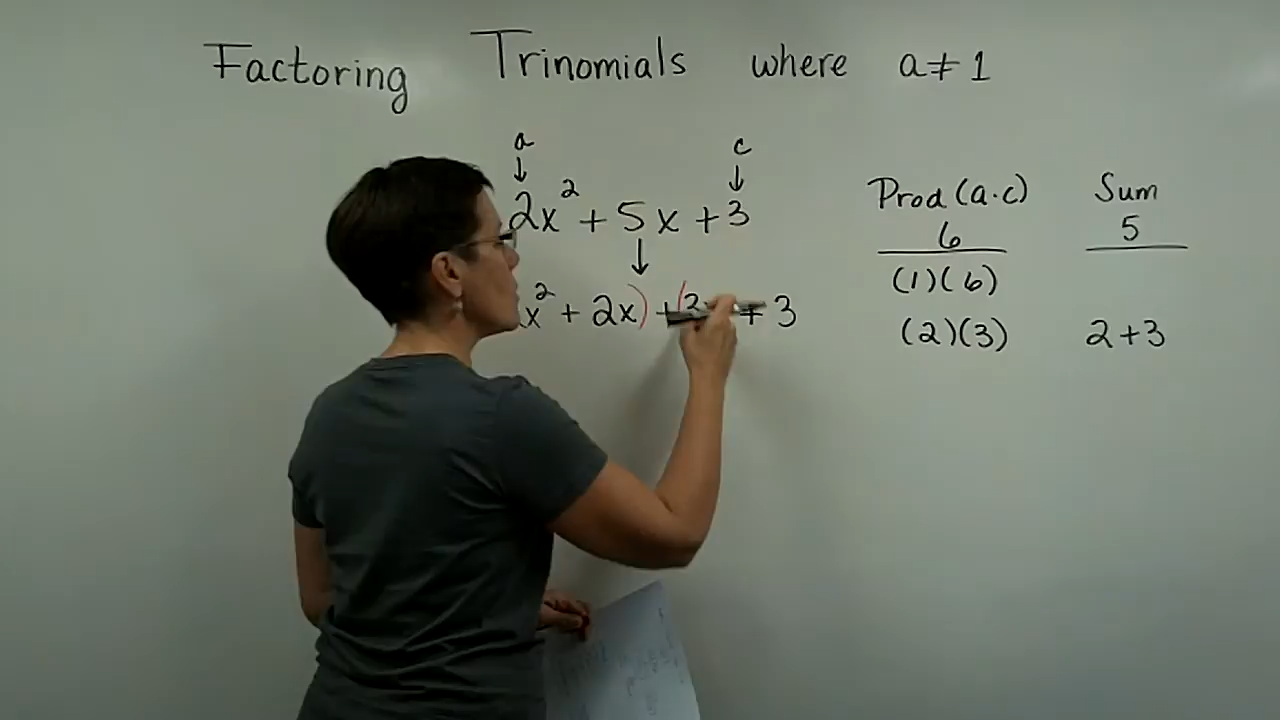 Factoring Trinomials where a ≠ 1
a c
↓ ↓
2x² + 5x + 3
↓
x² + 2x) + (3 + 3
Prod (a·c) Sum
6 5
(1)(6)
(2)(3) 2+3